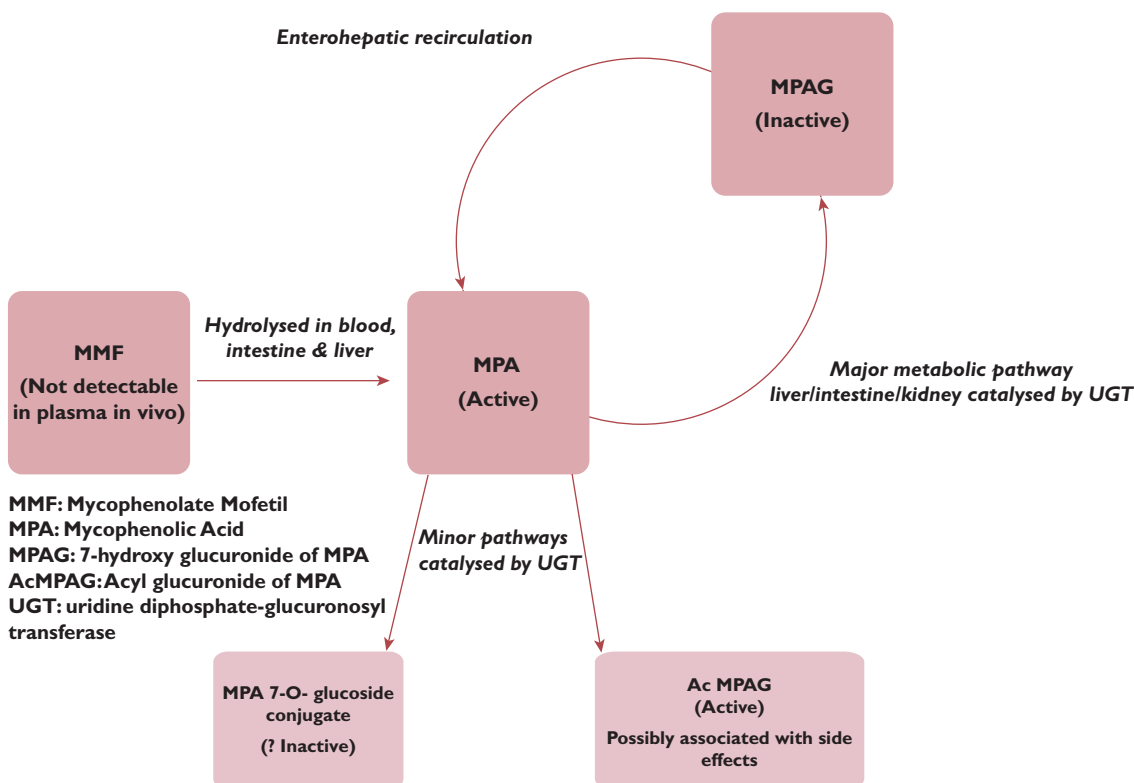 Enterohepatic recirculation
MPAG
(Inactive)
Hydrolysed in blood,
intestine & liver
MMF
(Not detectable
in plasma in vivo)
MPA
(Active)
Major metabolic pathway
liver/intestine/kidney catalysed by UGT
MMF: Mycophenolate Mofetil
MPA: Mycophenolic Acid
MPAG: 7-hydroxy glucuronide of MPA
AcMPAG: Acyl glucuronide of MPA
UGT: uridine diphosphate-glucuronosyl
transferase
Minor pathways
catalysed by UGT
MPA 7-O- glucoside
conjugate
(? Inactive)
Ac MPAG
(Active)
Possibly associated with side
effects